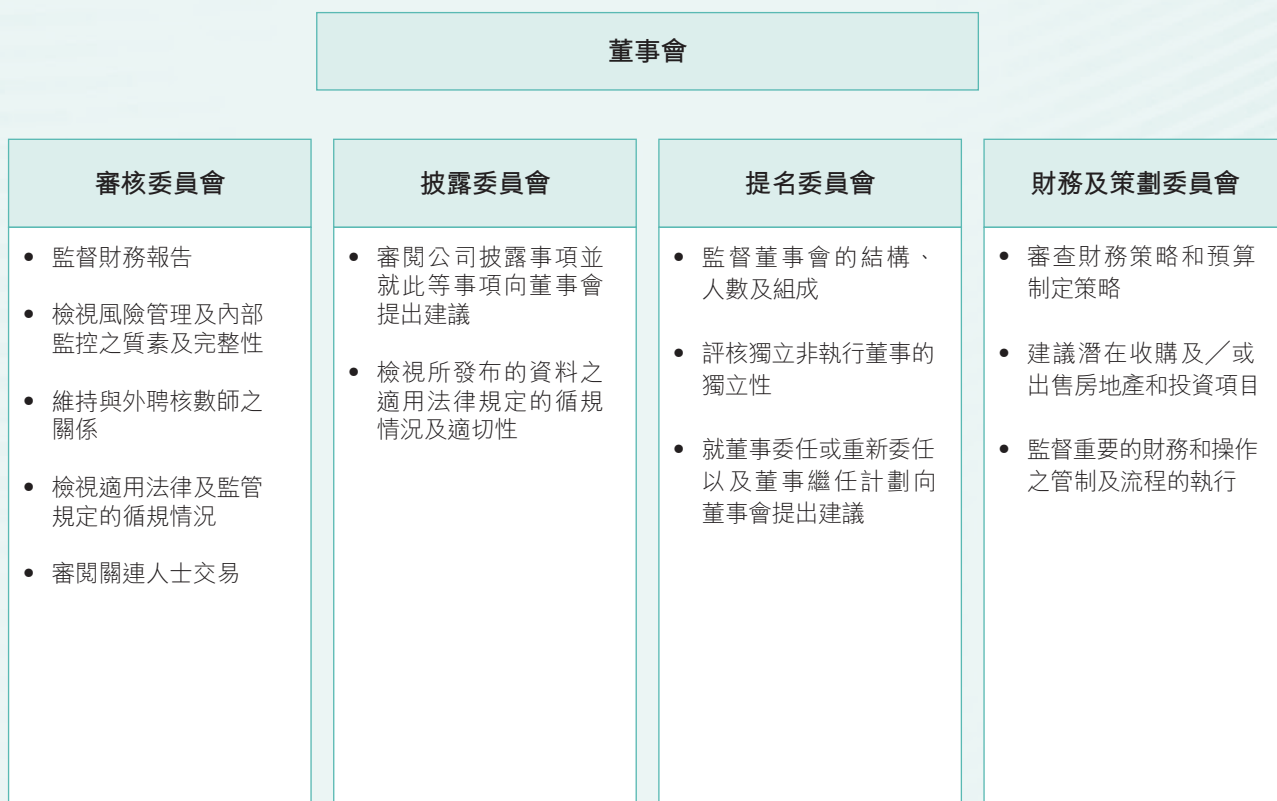 董事會
審核委員會
• 監督財務報告
• 檢視風險管理及內部
監控之質素及完整性
• 維持與外聘核數師之
關係
• 檢視適用法律及監管
規定的循規情況
• 審閱關連人士交易
披露委員會
• 審閱公司披露事項並
就此等事項向董事會
提出建議
• 檢視所發布的資料之
適用法律規定的循規
情況及適切性
提名委員會
• 監督董事會的結構、
人數及組成
• 評核獨立非執行董事的
獨立性
• 就董事委任或重新委任
以及董事繼任計劃向
董事會提出建議
財務及策劃委員會
• 審查財務策略和預算
制定策略
• 建議潛在收購及／或
出售房地產和投資項目
• 監督重要的財務和操作
之管制及流程的執行